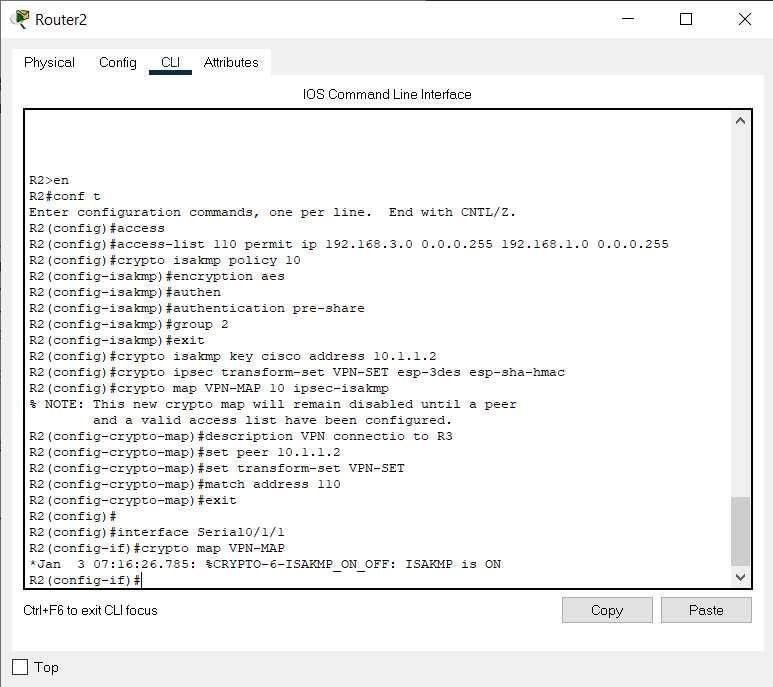 Router2
Physical Config CLI Attributes
IOS Command Line Interface
R2>en
R2#conf t
Enter configuration commands, one per line.  End with CNTL/Z.
R2(config)#access
R2(config)#access-list 110 permit ip 192.168.3.0 0.0.0.255 192.168.1.0 0.0.0.255
R2(config)#crypto isakmp policy 10
R2(config-isakmp)#encryption aes
R2(config-isakmp)#authen
R2(config-isakmp)#authentication pre-share
R2(config-isakmp)#group 2
R2(config-isakmp)#exit
R2(config)#crypto isakmp key cisco address 10.1.1.2
R2(config)#crypto ipsec transform-set VPN-SET esp-3des esp-sha-hmac
R2(config)#crypto map VPN-MAP 10 ipsec-isakmp
% NOTE: This new crypto map will remain disabled until a peer
        and a valid access list have been configured.
R2(config-crypto-map)#description VPN connectio to R3
R2(config-crypto-map)#set peer 10.1.1.2
R2(config-crypto-map)#set transform-set VPN-SET
R2(config-crypto-map)#match address 110
R2(config-crypto-map)#exit
R2(config)#
R2(config)#interface Serial0/1/1
R2(config-if)#crypto map VPN-MAP
*Jan  3 07:16:26.785: %CRYPTO-6-ISAKMP_ON_OFF: ISAKMP is ON
R2(config-if)#
Ctrl+F6 to exit CLI focus
Copy Paste
Top